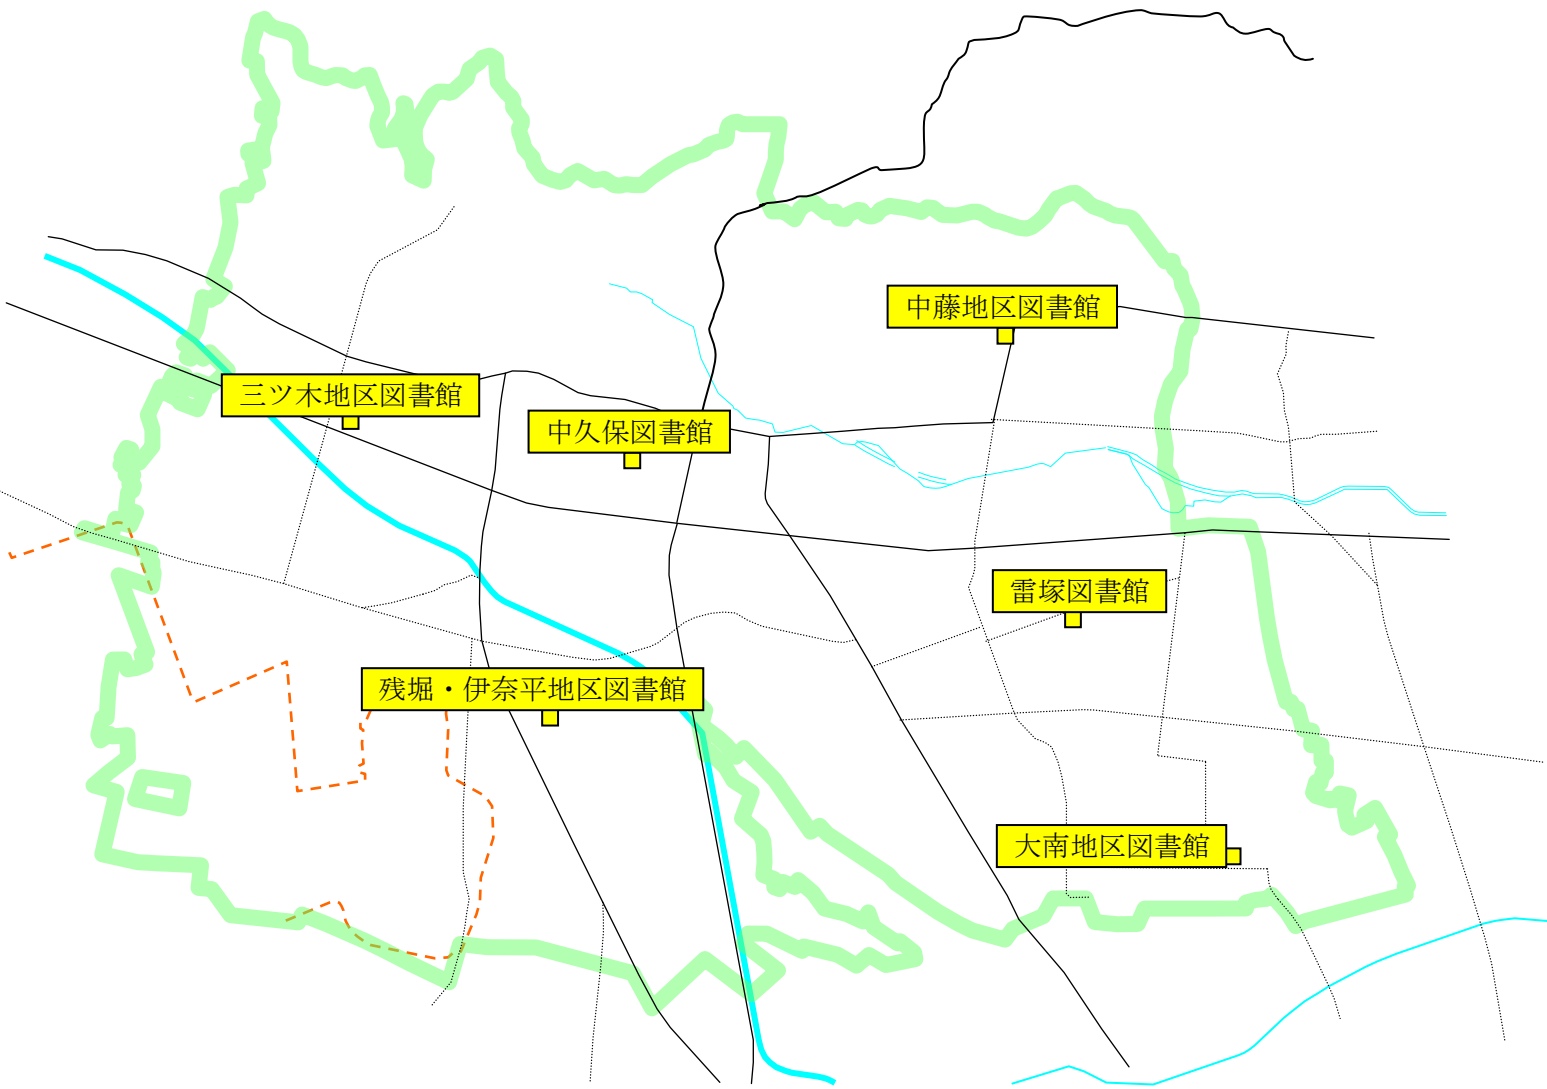 中藤地区図書館
三ツ木地区図書館
中久保図書館
雷塚図書館
残堀・伊奈平地区図書館
大南地区図書館